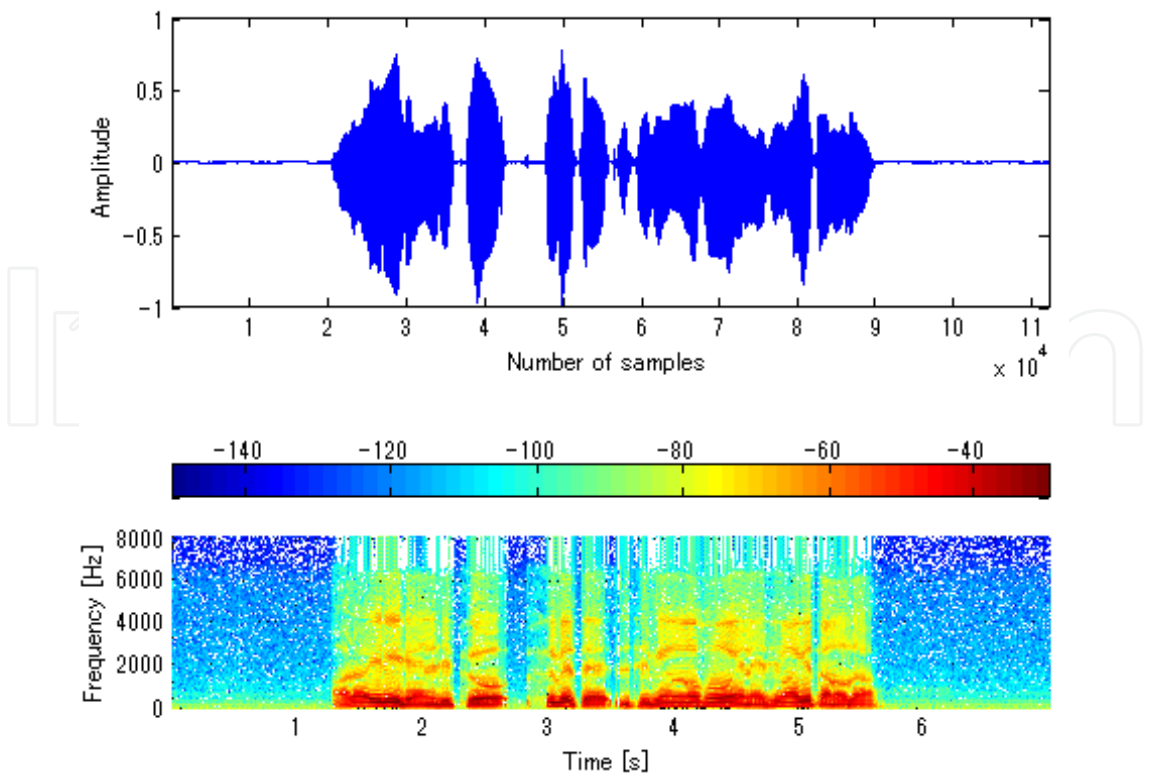 1
0.5
0
−0.5
−1
Amplitude
1 2 3 4 5 6 7 8 9 10 11
Number of samples
x 10^4
−140 −120 −100 −80 −60 −40
8000
6000
4000
2000
0
Frequency [Hz]
1 2 3 4 5 6
Time [s]